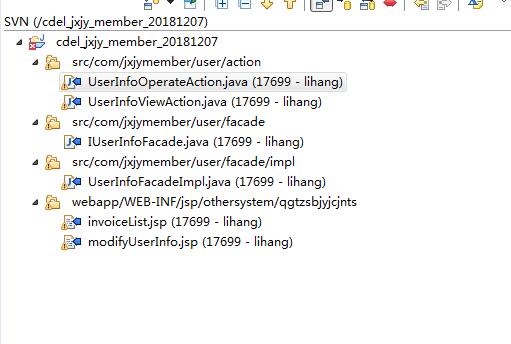 SVN (/cdel_jxjy_member_20181207)
cdel_jxjy_member_20181207
src/com/jxjymember/user/action
UserInfoOperateAction.java (17699 - lihang)
UserInfoViewAction.java (17699 - lihang)
src/com/jxjymember/user/facade
IUserInfoFacade.java (17699 - lihang)
src/com/jxjymember/user/facade/impl
UserInfoFacadeImpl.java (17699 - lihang)
webapp/WEB-INF/jsp/othersystem/qgtzsbjyjcjnts
invoiceList.jsp (17699 - lihang)
modifyUserInfo.jsp (17699 - lihang)